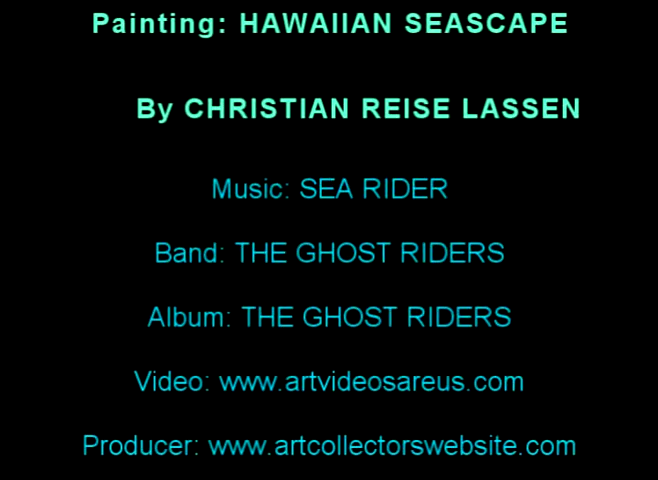 Painting: HAWAIIAN SEASCAPE
By CHRISTIAN REISE LASSEN
Music: SEA RIDER
Band: THE GHOST RIDERS
Album: THE GHOST RIDERS
Video: www.artvideosareus.com
Producer: www.artcollectorswebsite.com